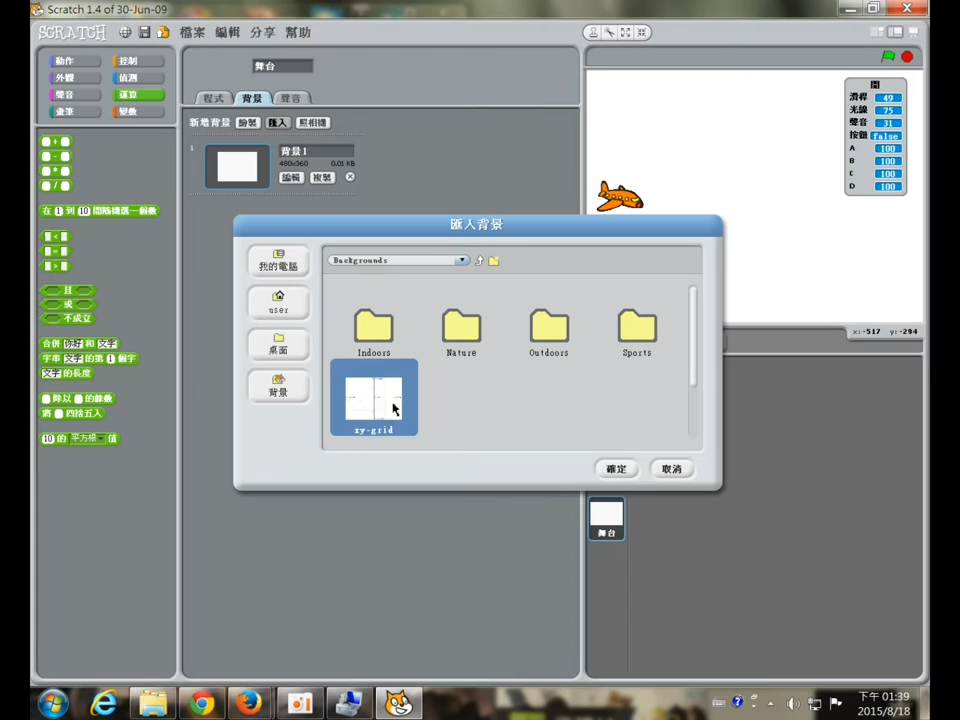 Scratch 1.4 of 30-Jun-09
SCRATCH 檔案 編輯 分享 幫助
動作 控制
外觀 偵測
聲音 運算
畫筆 變數
+
-
*
/
在 1 到 10 間隨機選一個數
<
=
>
且
或
不成立
合併 你好 和 文字
字串 文字 的第 1 個字
文字 的長度
除以 的餘數
將 四捨五入
10 的 平方根 值
舞台
程式 背景 聲音
新增背景 繪製 匯入 照相機
1
背景1
480x360 0.01 KB
編輯 複製
滑桿 49
光線 75
聲音 31
按鈕 false
A 100
B 100
C 100
D 100
x: -517 y: -294
匯入背景
我的電腦
user
桌面
背景
Backgrounds
Indoors Nature Outdoors Sports
xy-grid
確定 取消
舞台
下午 01:39
2015/8/18